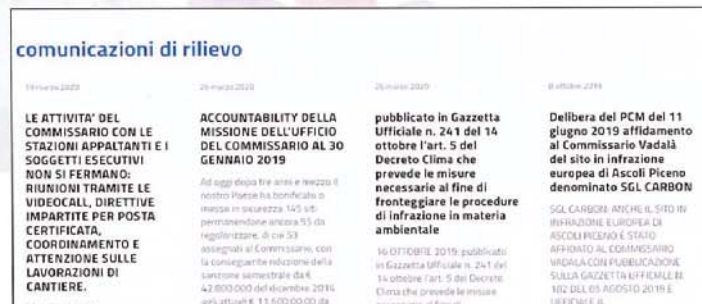 comunicazioni di rilievo
19 marzo 2020
LE ATTIVITA' DEL
COMMISSARIO CON LE
STAZIONI APPALTANTI E I
SOGGETTI ESECUTIVI
NON SI FERMANO:
RIUNIONI TRAMITE LE
VIDEOCALL, DIRETTIVE
IMPARTITE PER POSTA
CERTIFICATA,
COORDINAMENTO E
ATTENZIONE SULLE
LAVORAZIONI DI
CANTIERE.
26 marzo 2020
ACCOUNTABILITY DELLA
MISSIONE DELL'UFFICIO
DEL COMMISSARIO AL 30
GENNAIO 2019
Ad oggi dopo tre anni e mezzo il
nostro Paese ha bonificato o
messo in sicurezza 145 siti
permanendone ancora 55 da
regolarizzare, di cui 53
assegnati al Commissario, con
la conseguente riduzione della
sanzione semestrale da €
42.800.000 del dicembre 2014
agli attuali € 11.600.00,00 da
26 marzo 2020
pubblicato in Gazzetta
Ufficiale n. 241 del 14
ottobre l'art. 5 del
Decreto Clima che
prevede le misure
necessarie al fine di
fronteggiare le procedure
di infrazione in materia
ambientale
16 OTTOBRE 2019: pubblicato
in Gazzetta Ufficiale n. 241 del
14 ottobre l'art. 5 del Decreto
Clima che prevede le misure
8 ottobre 2019
Delibera del PCM del 11
giugno 2019 affidamento
al Commissario Vadalà
del sito in infrazione
europea di Ascoli Piceno
denominato SGL CARBON
SGL CARBON: ANCHE IL SITO IN
INFRAZIONE EUROPEA DI
ASCOLI PICENO È STATO
AFFIDATO AL COMMISSARIO
VADALÀ CON PUBBLICAZIONE
SULLA GAZZETTA UFFICIALE N.
182 DEL 05 AGOSTO 2019 È